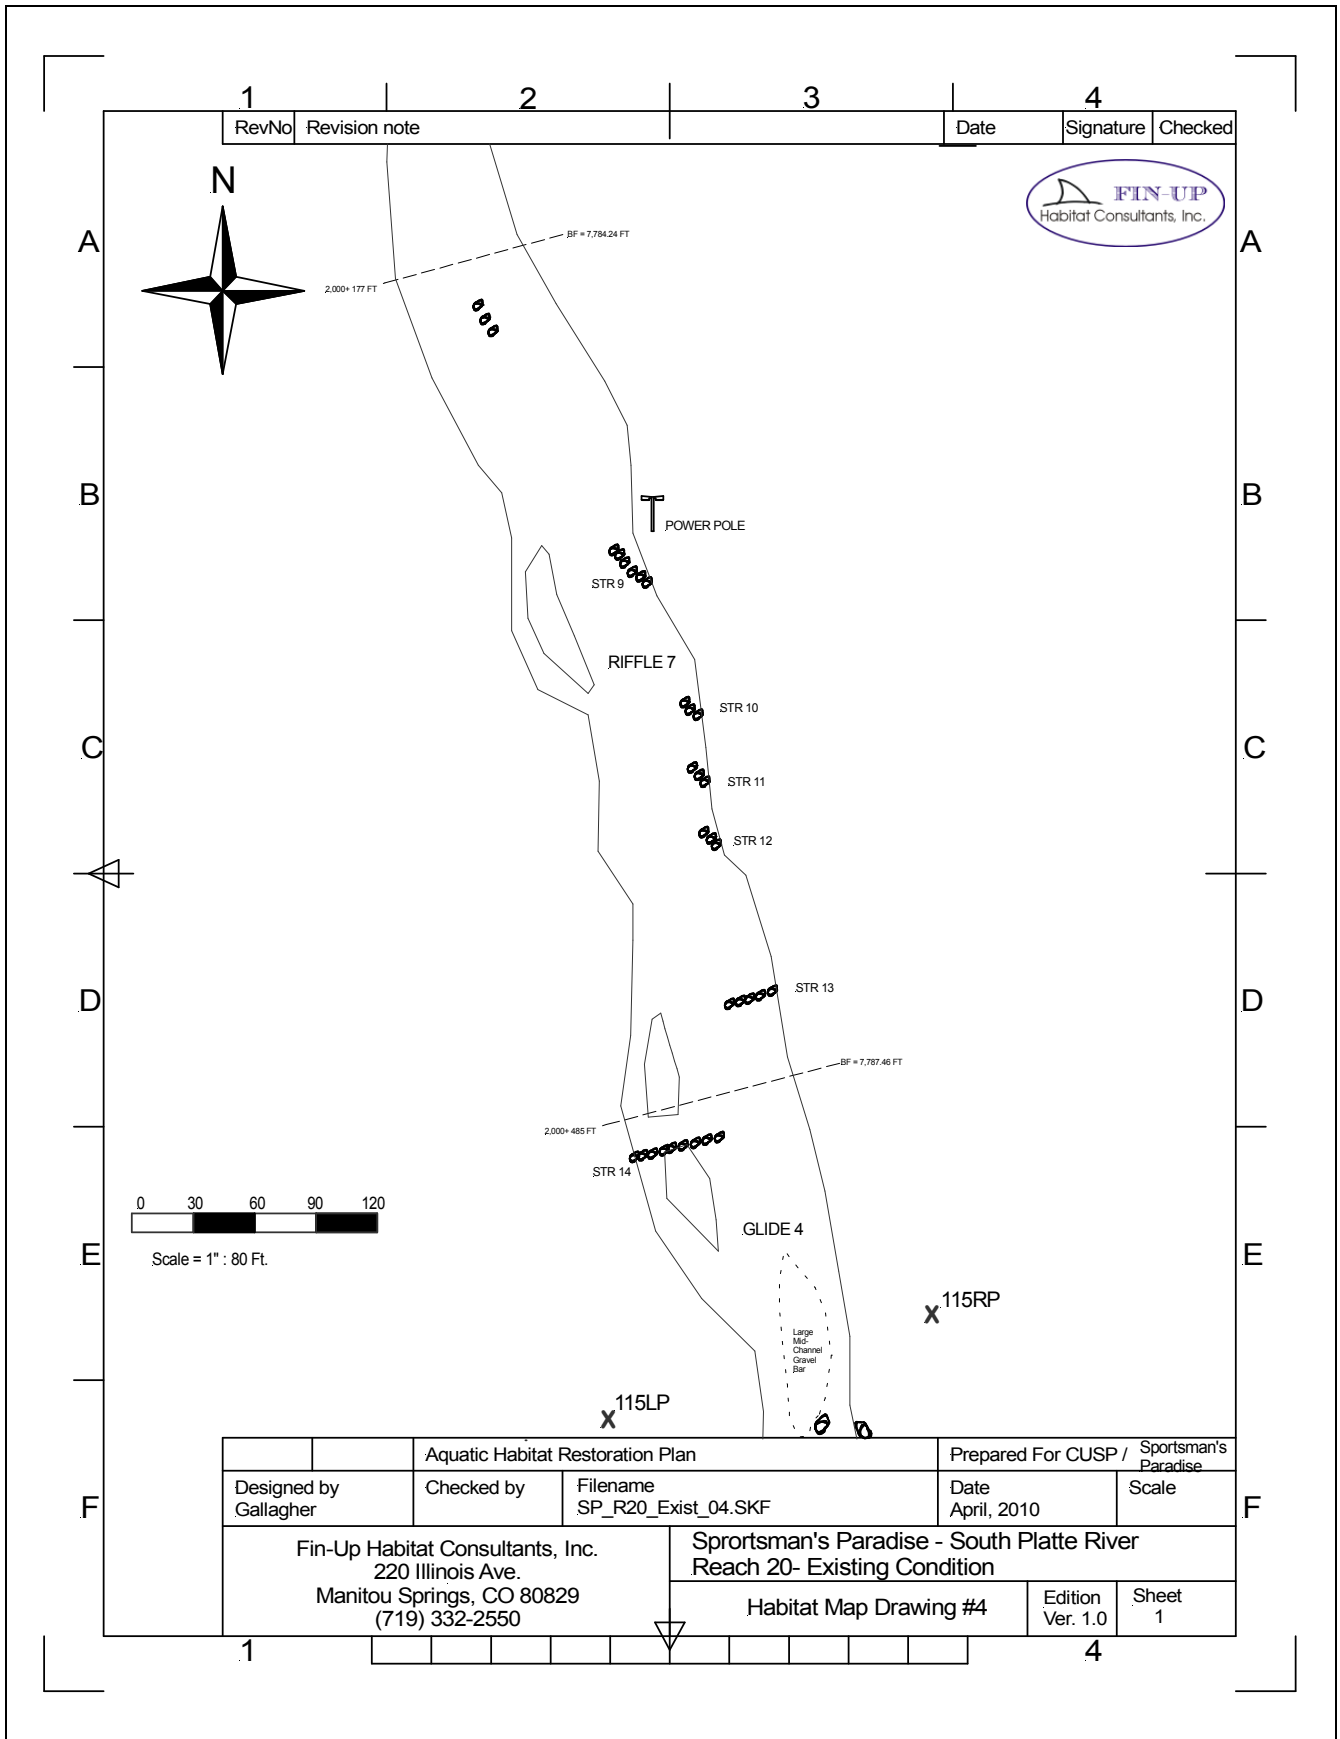 1 2 3 4
RevNo Revision note Date Signature Checked
N
FIN-UP
Habitat Consultants, Inc.
A A
BF = 7,784.24 FT
2,000+ 177 FT
B B
POWER POLE
STR 9
RIFFLE 7
STR 10
C C
STR 11
STR 12
STR 13
D D
BF = 7,787.46 FT
2,000+ 485 FT
STR 14
0 30 60 90 120
GLIDE 4
Scale = 1" : 80 Ft.
E E
115RP
Large
Mid-
Channel
Gravel
Bar
115LP
Aquatic Habitat Restoration Plan
Prepared For CUSP / Sportsman's
Paradise
Designed by
Gallagher
Checked by
Filename
SP_R20_Exist_04.SKF
Date
April, 2010
Scale
F F
Fin-Up Habitat Consultants, Inc.
220 Illinois Ave.
Manitou Springs, CO 80829
(719) 332-2550
Sprortsman's Paradise - South Platte River
Reach 20- Existing Condition
Habitat Map Drawing #4
Edition
Ver. 1.0
Sheet
1
1 4